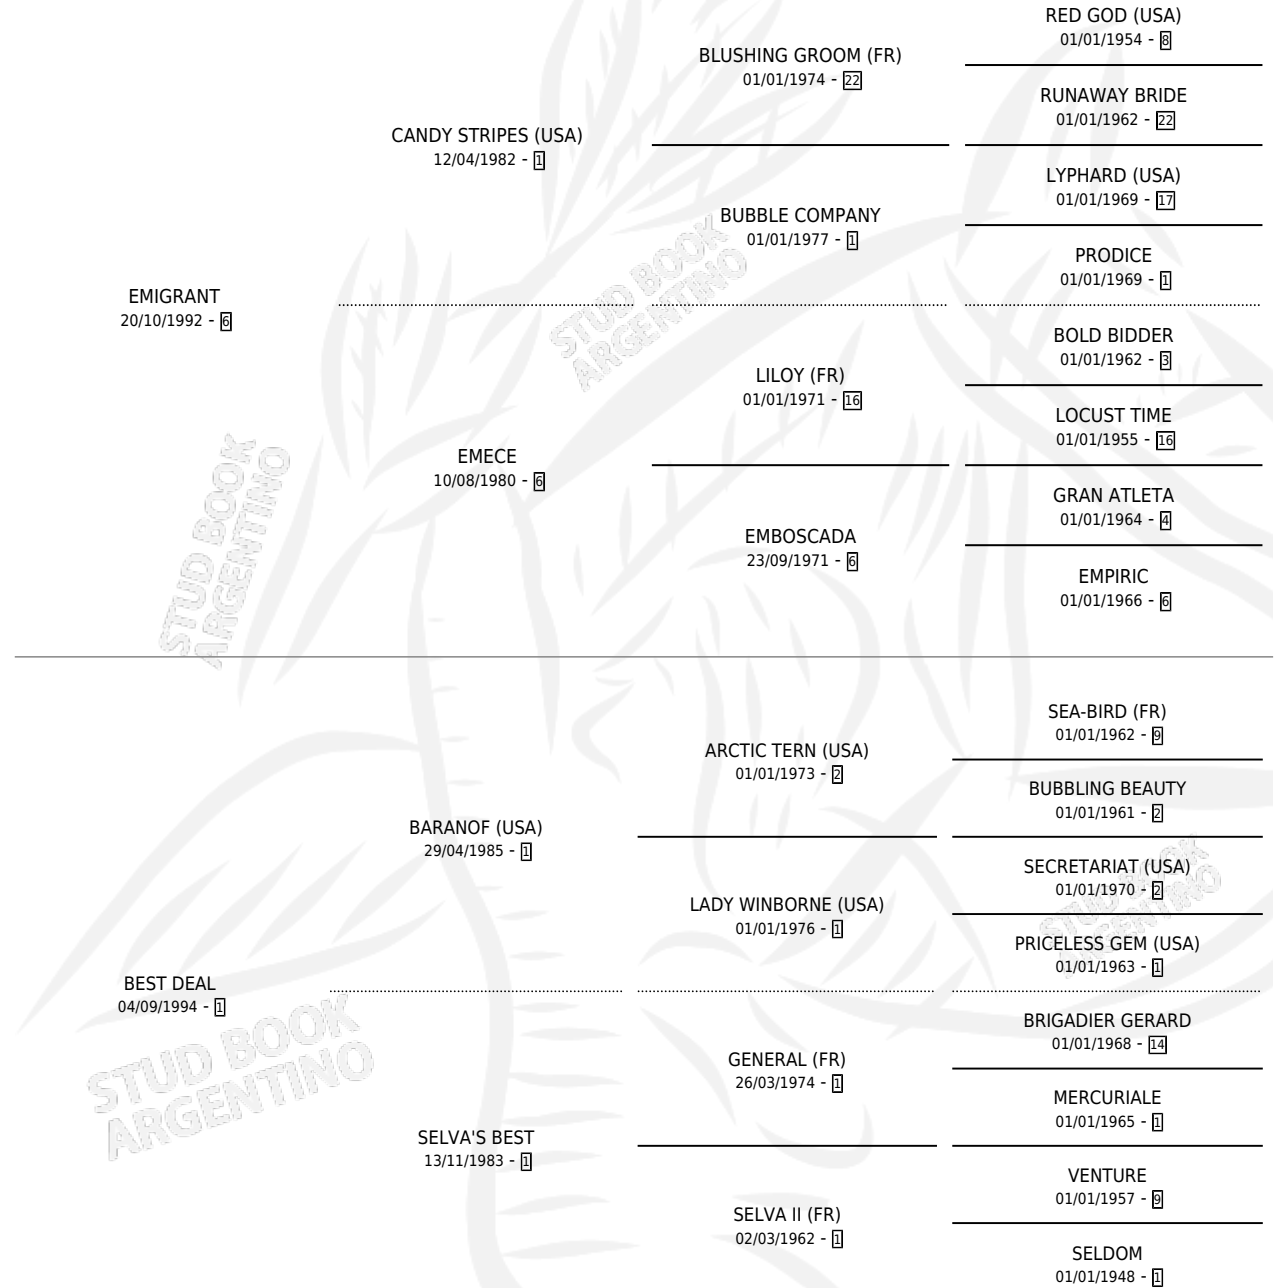 RED GOD (USA)
01/01/1954 - 8
BLUSHING GROOM (FR)
01/01/1974 - 22
RUNAWAY BRIDE
01/01/1962 - 22
CANDY STRIPES (USA)
12/04/1982 - 1
LYPHARD (USA)
01/01/1969 - 17
BUBBLE COMPANY
01/01/1977 - 1
PRODICE
01/01/1969 - 1
EMIGRANT
20/10/1992 - 6
BOLD BIDDER
01/01/1962 - 3
LILOY (FR)
01/01/1971 - 16
LOCUST TIME
01/01/1955 - 16
EMECE
10/08/1980 - 6
GRAN ATLETA
01/01/1964 - 4
EMBOSCADA
23/09/1971 - 6
EMPIRIC
01/01/1966 - 6
SEA-BIRD (FR)
01/01/1962 - 9
ARCTIC TERN (USA)
01/01/1973 - 2
BUBBLING BEAUTY
01/01/1961 - 2
BARANOF (USA)
29/04/1985 - 1
SECRETARIAT (USA)
01/01/1970 - 2
LADY WINBORNE (USA)
01/01/1976 - 1
PRICELESS GEM (USA)
01/01/1963 - 1
BEST DEAL
04/09/1994 - 1
BRIGADIER GERARD
01/01/1968 - 14
GENERAL (FR)
26/03/1974 - 1
MERCURIALE
01/01/1965 - 1
SELVA'S BEST
13/11/1983 - 1
VENTURE
01/01/1957 - 9
SELVA II (FR)
02/03/1962 - 1
SELDOM
01/01/1948 - 1
STUD BOOK
ARGENTINO
STUD BOOK
ARGENTINO
STUD BOOK
ARGENTINO
STUD BOOK
ARGENTINO